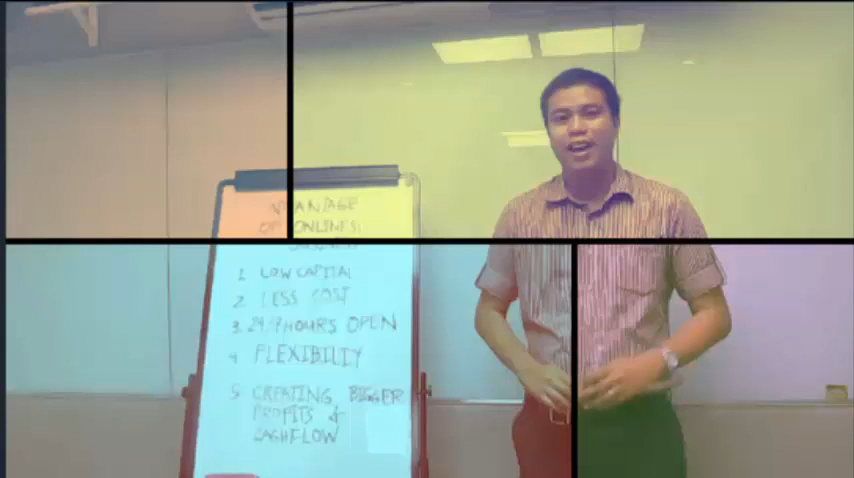 OF ONLINE
1. LOW CAPITAL
2. LESS COST
3. 24/7 HOURS OPEN
4. FLEXIBILITY
5. CREATING BIGGER
PROFITS &
CASHFLOW